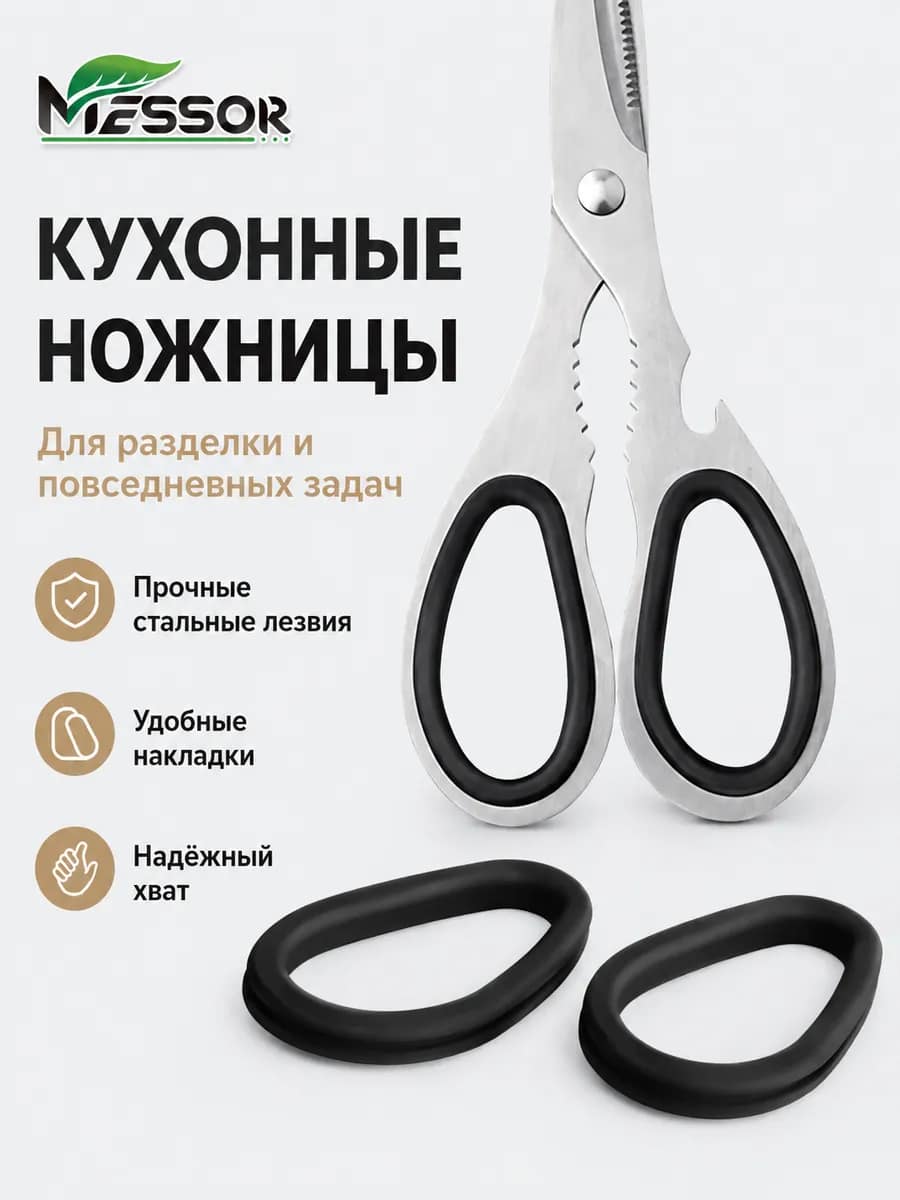 MESSOR
КУХОННЫЕ
НОЖНИЦЫ
Для разделки и
повседневных задач
Прочные
стальные лезвия
Удобные
накладки
Надёжный
хват